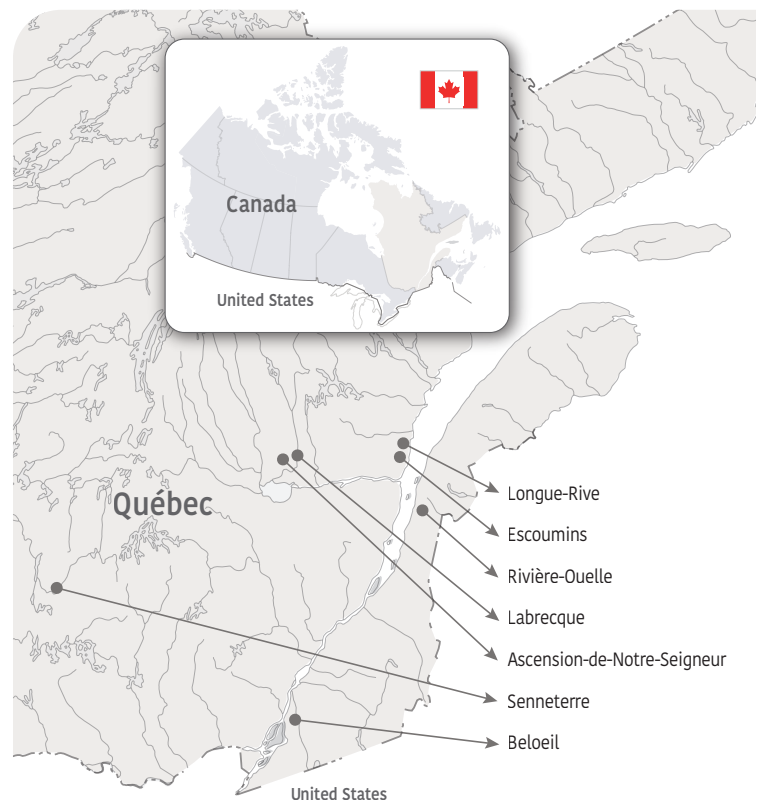 Canada
United States
Québec
Longue-Rive
Escoumins
Rivière-Ouelle
Labrecque
Ascension-de-Notre-Seigneur
Senneterre
Beloeil
United States